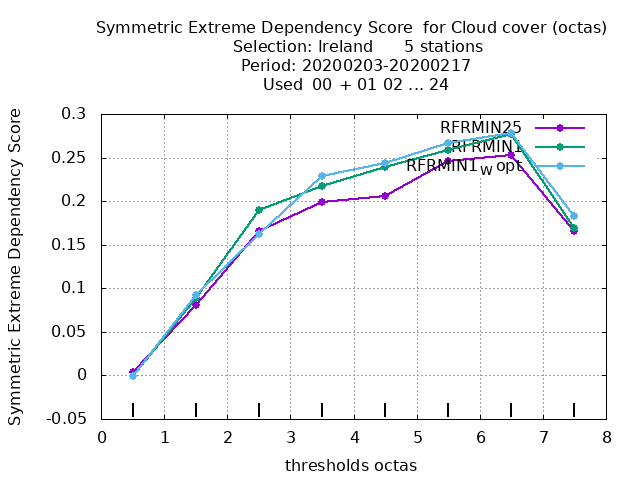 Symmetric Extreme Dependency Score  for Cloud cover (octas)
Selection: Ireland      5 stations
Period: 20200203-20200217
Used  00 + 01 02 ... 24
Symmetric Extreme Dependency Score
0.3
0.25
0.2
0.15
0.1
0.05
0
-0.05
RFRMIN25
RFRMIN1
RFRMIN1_W opt
0 1 2 3 4 5 6 7 8
thresholds octas